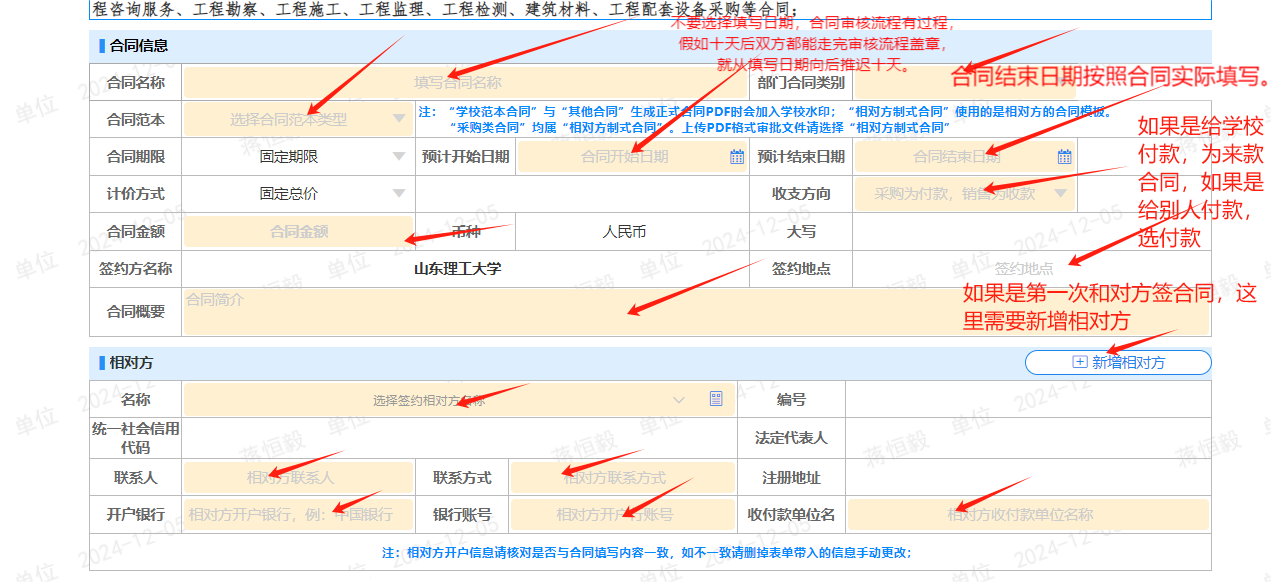 程咨询服务、工程勘察、工程施工、工程监理、工程检测、建筑材料、工程配套设备采购等合同；
不要选择填写日期，合同审核流程有过程，
假如十天后双方都能走完审核流程盖章，
就从填写日期向后推迟十天。
合同信息
合同名称 填写合同名称 部门合同类别
合同结束日期按照合同实际填写。
合同范本 选择合同范本类型
注：“学校范本合同”与“其他合同”生成正式合同PDF时会加入学校水印；“相对方制式合同”使用的是相对方的合同模板。
“采购类合同”均属“相对方制式合同”。上传PDF格式审批文件请选择“相对方制式合同”
合同期限 固定期限 预计开始日期 合同开始日期 预计结束日期 合同结束日期
如果是给学校
付款，为来款
合同，如果是
给别人付款，
选付款
计价方式 固定总价 收支方向 采购为付款，销售为收款
合同金额 合同金额 币种 人民币 大写
签约方名称 山东理工大学 签约地点 签约地点
合同概要 合同简介
如果是第一次和对方签合同，这
里需要新增相对方
相对方 新增相对方
名称 选择签约相对方名称 编号
统一社会信用
代码
法定代表人
联系人 相对方联系人 联系方式 相对方联系方式 注册地址
开户银行 相对方开户银行，例：中国银行 银行账号 相对方开户行账号 收付款单位名 相对方收付款单位名称
注：相对方开户信息请核对是否与合同填写内容一致，如不一致请删掉表单带入的信息手动更改；
单位 蒋恒毅 2024-12-05